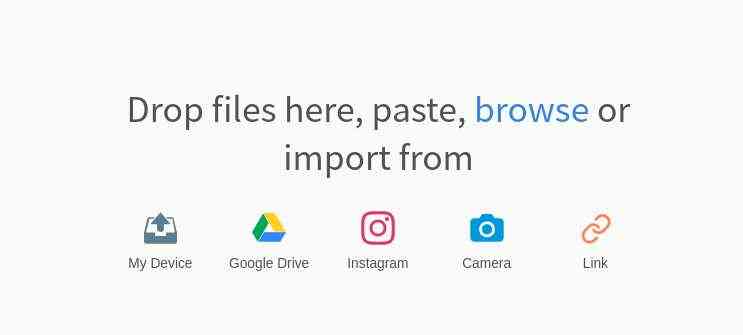 Drop files here, paste, browse or
import from
My Device Google Drive Instagram Camera Link